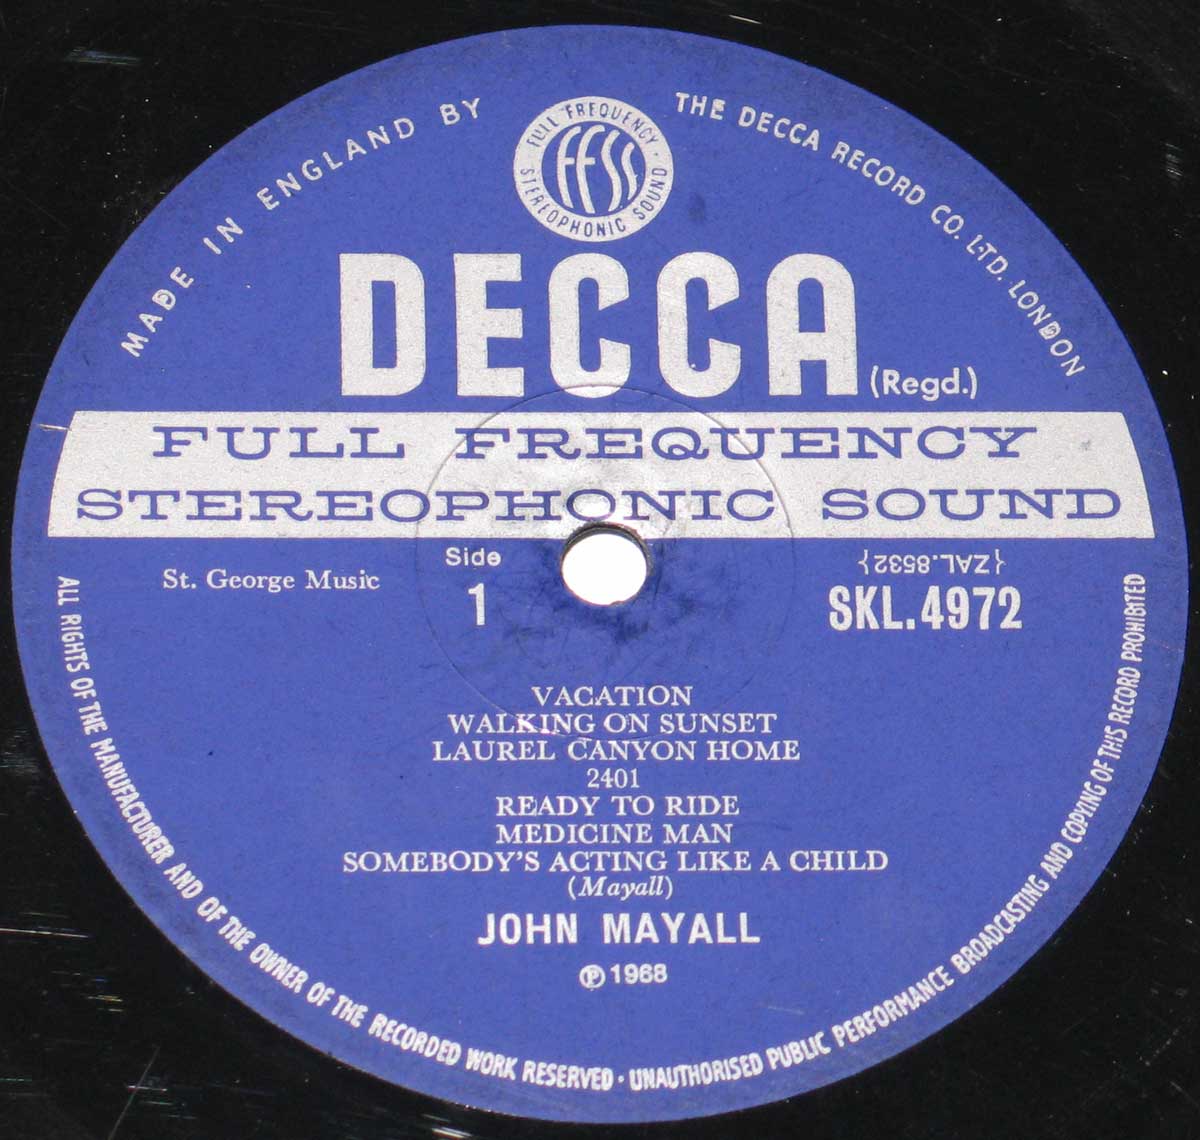 MADE IN ENGLAND BY
THE DECCA RECORD CO. LTD. LONDON
FULL FREQUENCY
STEREOPHONIC SOUND
FFSS
DECCA (Regd.)
FULL FREQUENCY
STEREOPHONIC SOUND
St. George Music
Side
1
{ZAL.8532}
SKL.4972
VACATION
WALKING ON SUNSET
LAUREL CANYON HOME
2401
READY TO RIDE
MEDICINE MAN
SOMEBODY'S ACTING LIKE A CHILD
(Mayall)
JOHN MAYALL
℗ 1968
ALL RIGHTS OF THE MANUFACTURER AND OF THE OWNER OF THE RECORDED WORK RESERVED · UNAUTHORISED PUBLIC PERFORMANCE BROADCASTING AND COPYING OF THIS RECORD PROHIBITED